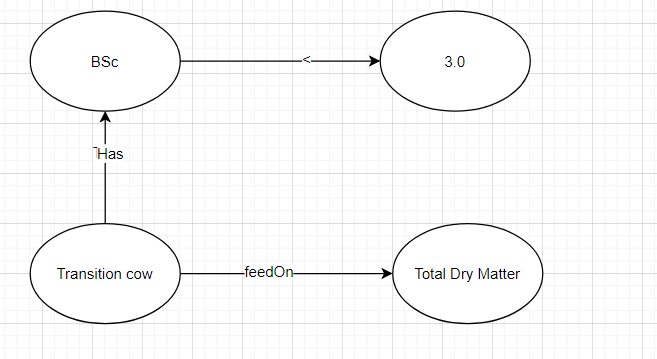 BSc
<
3.0
Has
Transition cow
feedOn
Total Dry Matter